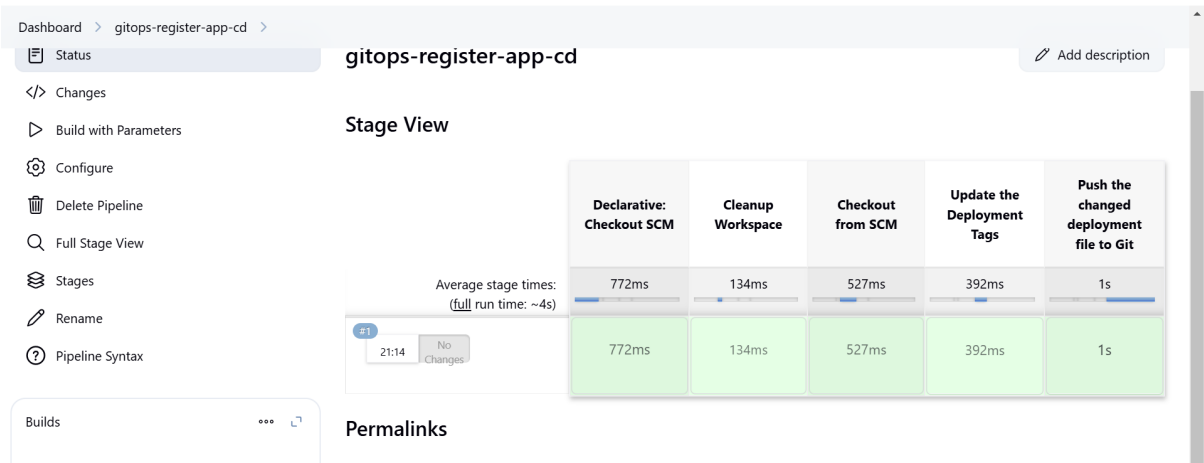 Dashboard > gitops-register-app-cd >
Status
Changes
Build with Parameters
Configure
Delete Pipeline
Full Stage View
Stages
Rename
Pipeline Syntax
Builds
gitops-register-app-cd
Add description
Stage View
Declarative:
Checkout SCM
Cleanup
Workspace
Checkout
from SCM
Update the
Deployment
Tags
Push the
changed
deployment
file to Git
Average stage times:
(full run time: ~4s)
772ms
134ms
527ms
392ms
1s
#1
21:14
No
Changes
772ms
134ms
527ms
392ms
1s
Permalinks